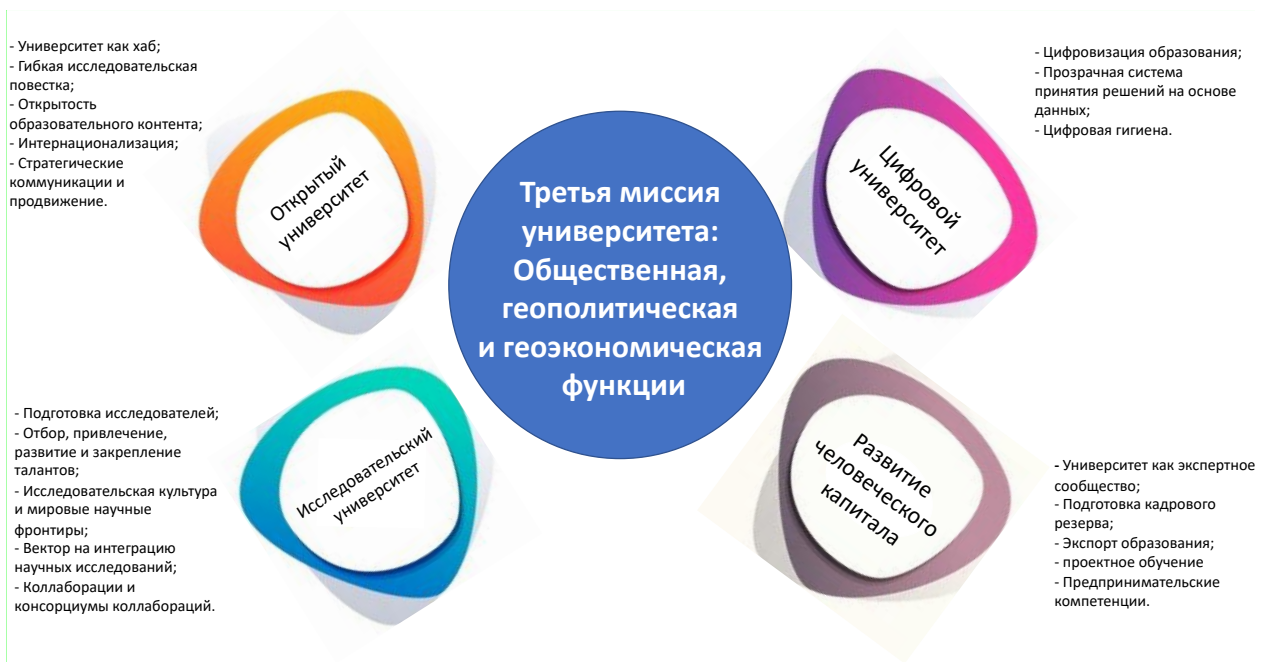 - Университет как хаб;
- Гибкая исследовательская
повестка;
- Открытость
образовательного контента;
- Интернационализация;
- Стратегические
коммуникации и
продвижение.
Открытый
университет
Третья миссия
университета:
Общественная,
геополитическая
и геоэкономическая
функции
Цифровой
университет
- Цифровизация образования;
- Прозрачная система
принятия решений на основе
данных;
- Цифровая гигиена.
- Подготовка исследователей;
- Отбор, привлечение,
развитие и закрепление
талантов;
- Исследовательская культура
и мировые научные
фронтиры;
- Вектор на интеграцию
научных исследований;
- Коллаборации и
консорциумы коллабораций.
Исследовательский
университет
Развитие
человеческого
капитала
- Университет как экспертное
сообщество;
- Подготовка кадрового
резерва;
- Экспорт образования;
- проектное обучение
- Предпринимательские
компетенции.